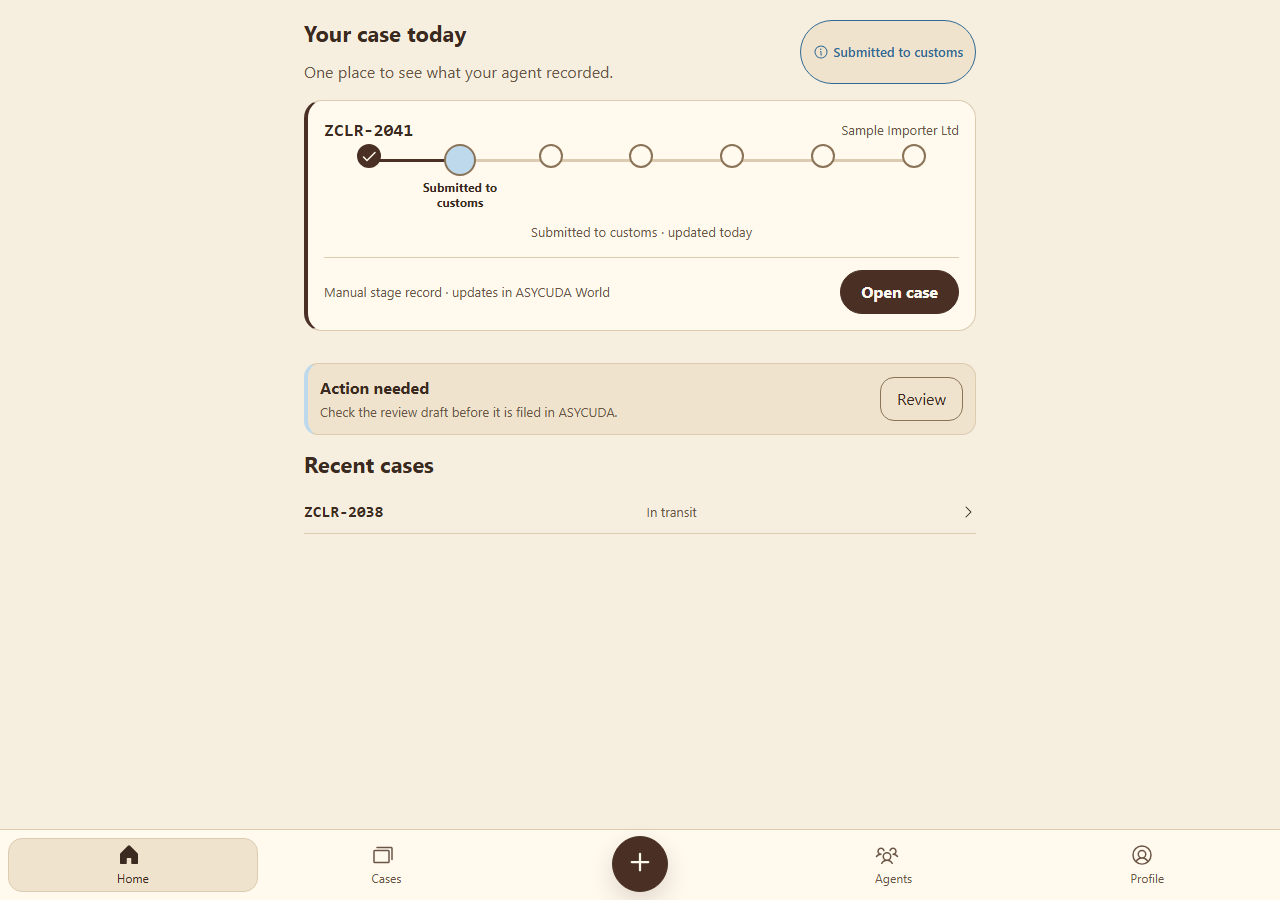 Your case today
Submitted to customs
One place to see what your agent recorded.
ZCLR-2041
Sample Importer Ltd
Submitted to
customs
Submitted to customs · updated today
Manual stage record · updates in ASYCUDA World
Open case
Action needed
Check the review draft before it is filed in ASYCUDA.
Review
Recent cases
ZCLR-2038
In transit
Home
Cases
Agents
Profile